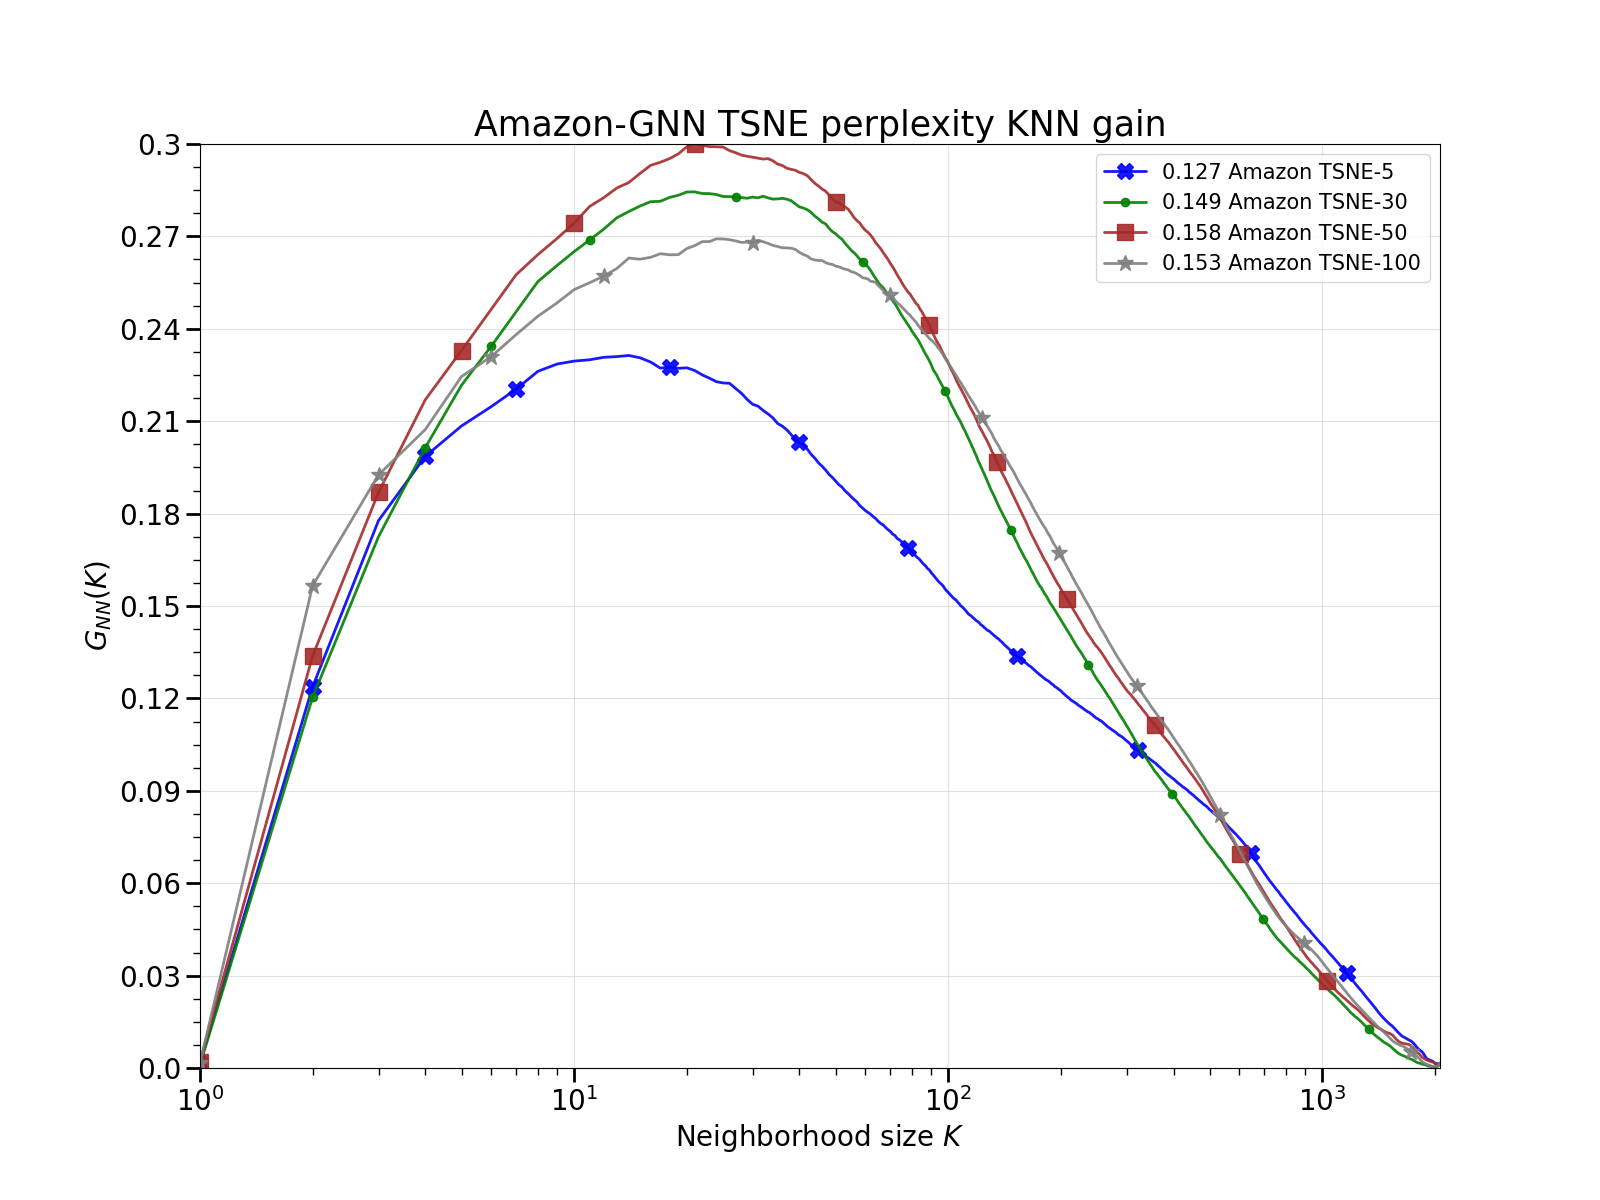 Amazon-GNN TSNE perplexity KNN gain
0.127 Amazon TSNE-5
0.149 Amazon TSNE-30
0.158 Amazon TSNE-50
0.153 Amazon TSNE-100
0.3
0.27
0.24
0.21
0.18
0.15
0.12
0.09
0.06
0.03
0.0
G_{NN}(K)
10^0 10^1 10^2 10^3
Neighborhood size K